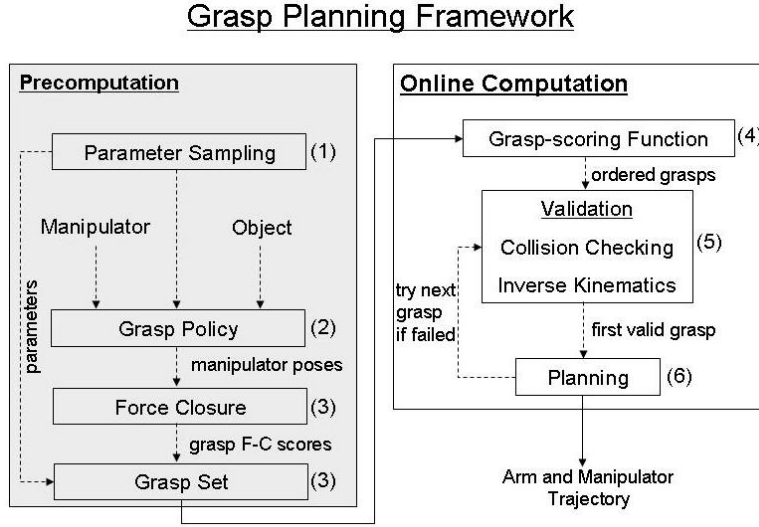 Grasp Planning Framework
Precomputation
Parameter Sampling (1)
Manipulator
Object
parameters
Grasp Policy (2)
manipulator poses
Force Closure (3)
grasp F-C scores
Grasp Set (3)
Online Computation
Grasp-scoring Function (4)
ordered grasps
Validation
Collision Checking (5)
Inverse Kinematics
try next
grasp
if failed
first valid grasp
Planning (6)
Arm and Manipulator
Trajectory